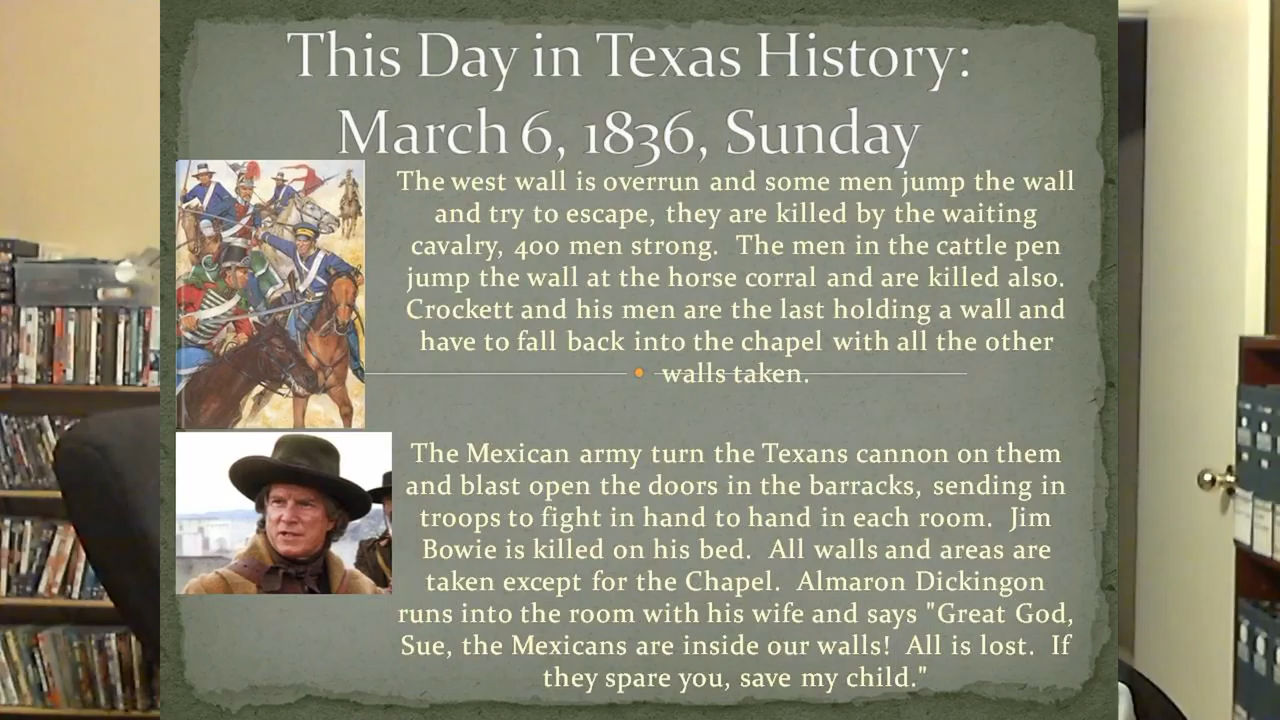 This Day in Texas History:
March 6, 1836, Sunday
The west wall is overrun and some men jump the wall
and try to escape, they are killed by the waiting
cavalry, 400 men strong.  The men in the cattle pen
jump the wall at the horse corral and are killed also.
Crockett and his men are the last holding a wall and
have to fall back into the chapel with all the other
walls taken.
The Mexican army turn the Texans cannon on them
and blast open the doors in the barracks, sending in
troops to fight in hand to hand in each room.  Jim
Bowie is killed on his bed.  All walls and areas are
taken except for the Chapel.  Almaron Dickingon
runs into the room with his wife and says "Great God,
Sue, the Mexicans are inside our walls!  All is lost.  If
they spare you, save my child."